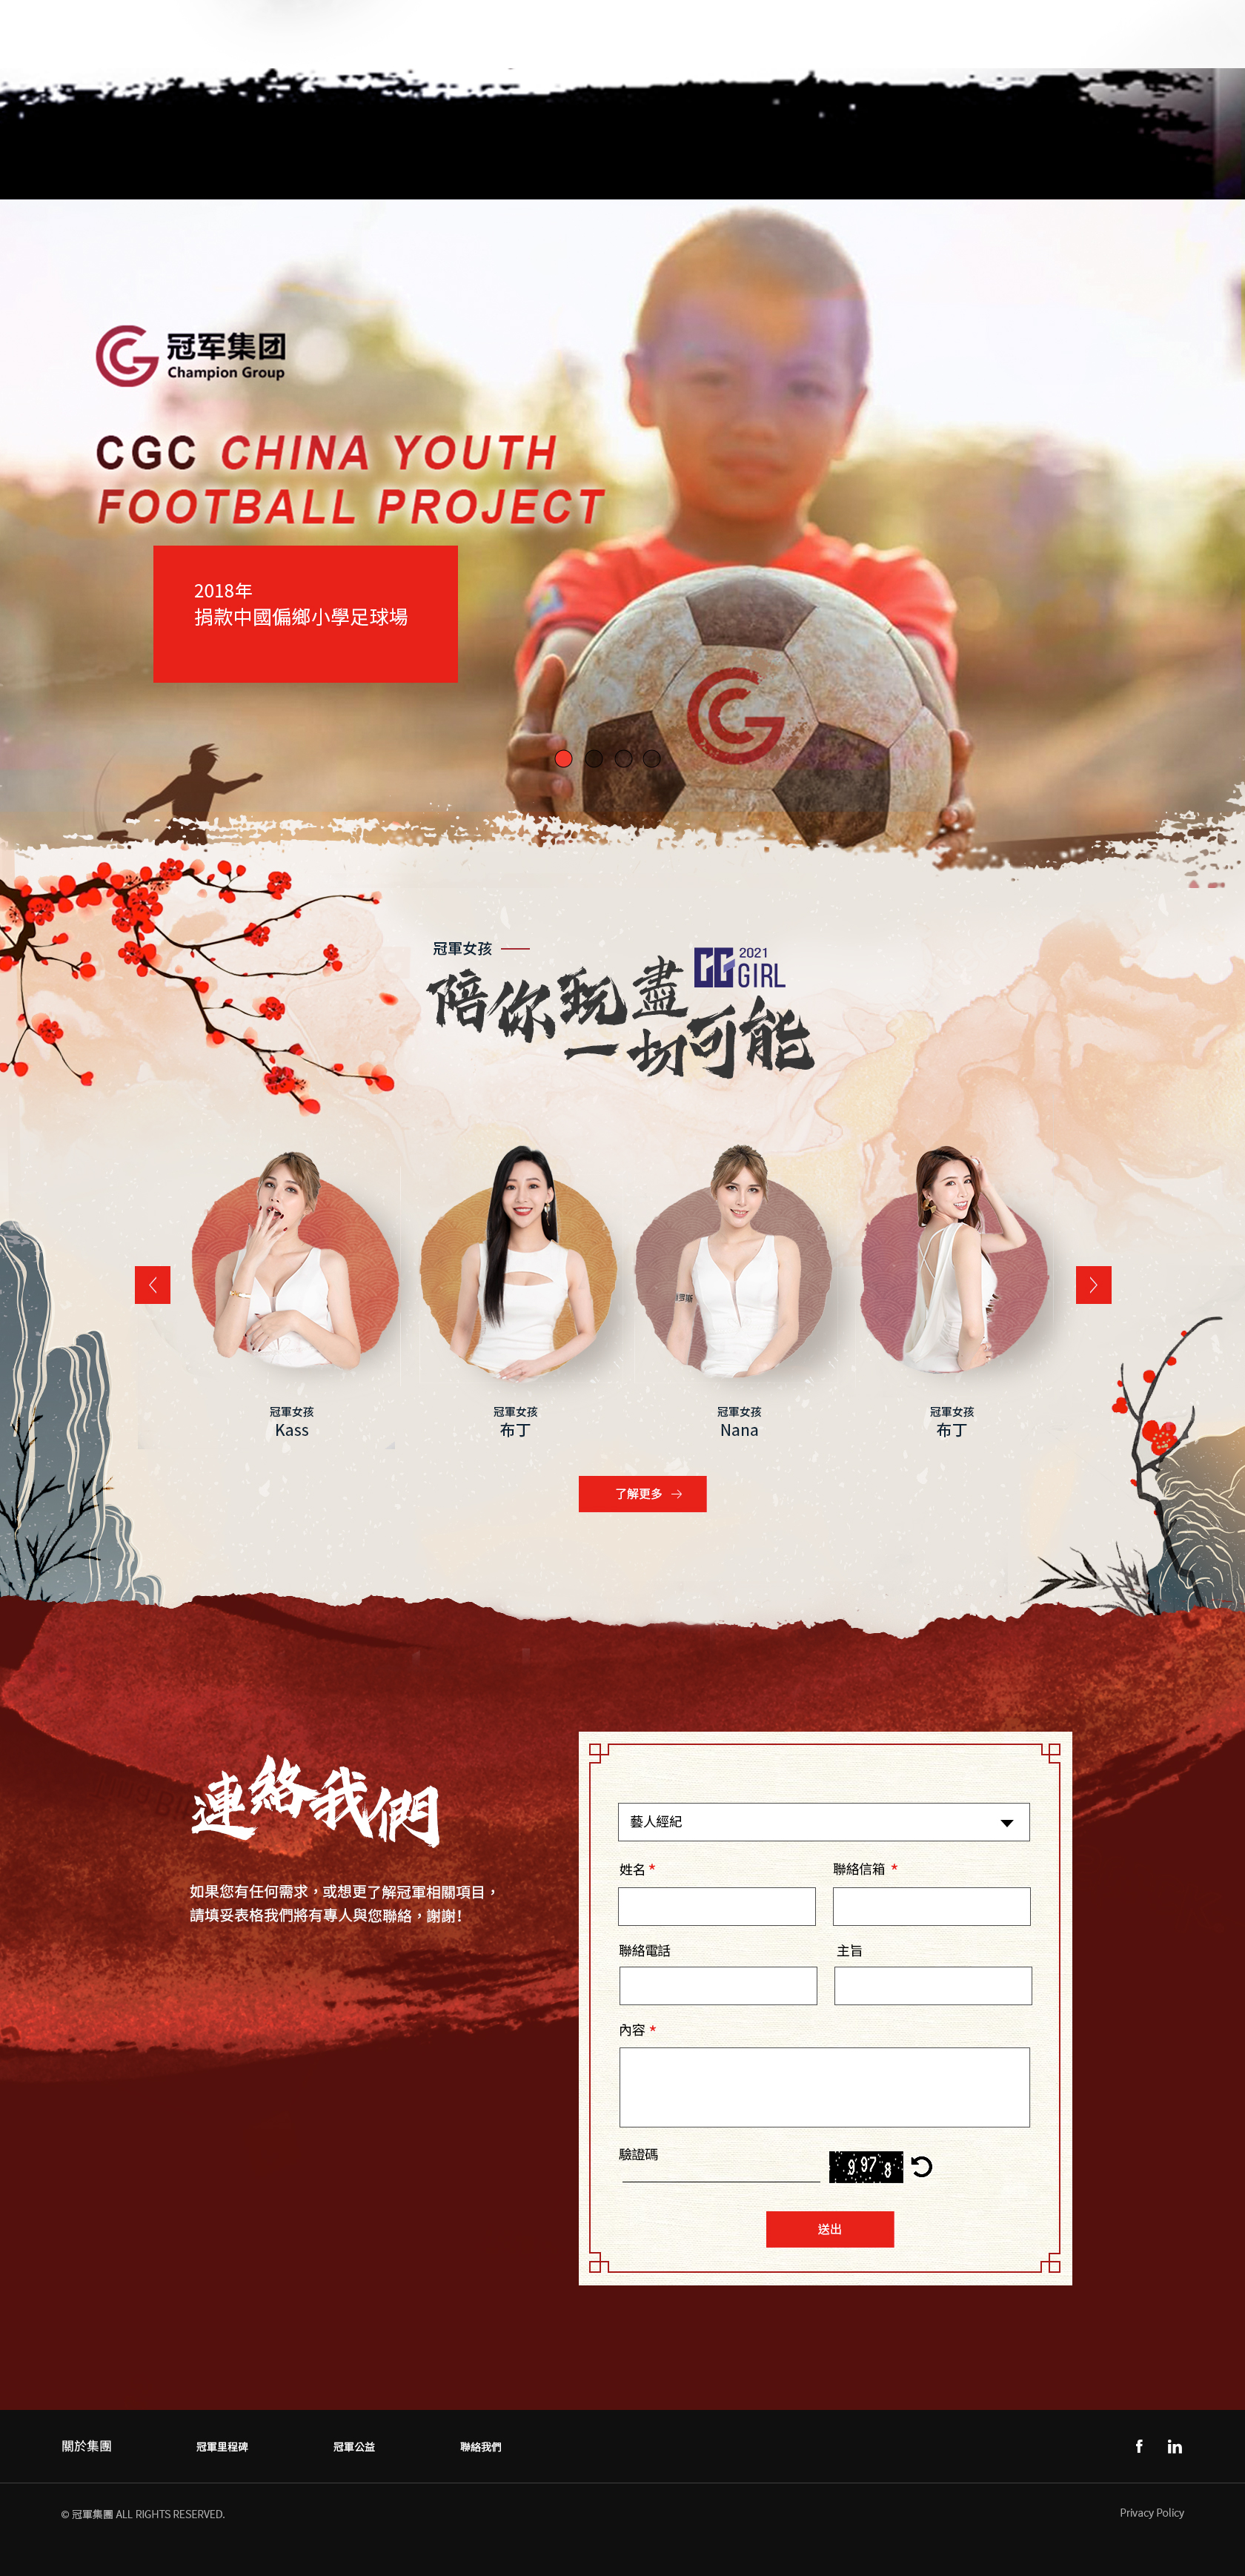 冠军集团
Champion Group
CGC CHINA YOUTH
FOOTBALL PROJECT
2018年
捐款中國偏鄉小學足球場
冠軍女孩
2021
CG GIRL
陪你玩盡
一切可能
冠軍女孩
Kass
冠軍女孩
布丁
冠軍女孩
Nana
冠軍女孩
布丁
了解更多
連絡我們
如果您有任何需求，或想更了解冠軍相關項目，
請填妥表格我們將有專人與您聯絡，謝謝！
藝人經紀
姓名 *
聯絡信箱 *
聯絡電話
主旨
內容 *
驗證碼
9 97 8
送出
關於集團
冠軍里程碑
冠軍公益
聯絡我們
f
in
© 冠軍集團 ALL RIGHTS RESERVED.
Privacy Policy